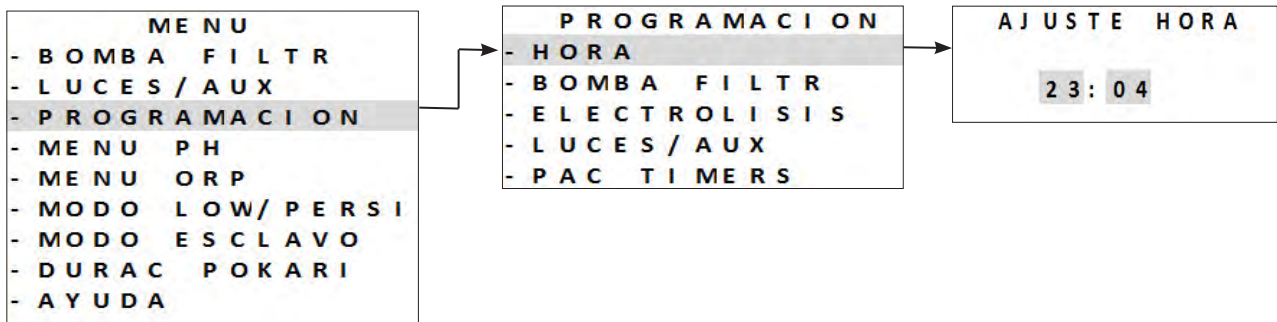 MENU
- BOMBA FILTR
- LUCES/AUX
- PROGRAMACION
- MENU PH
- MENU ORP
- MODO LOW/PERSI
- MODO ESCLAVO
- DURAC POKARI
- AYUDA
PROGRAMACION
- HORA
- BOMBA FILTR
- ELECTROLISIS
- LUCES/AUX
- PAC TIMERS
AJUSTE HORA
23:04